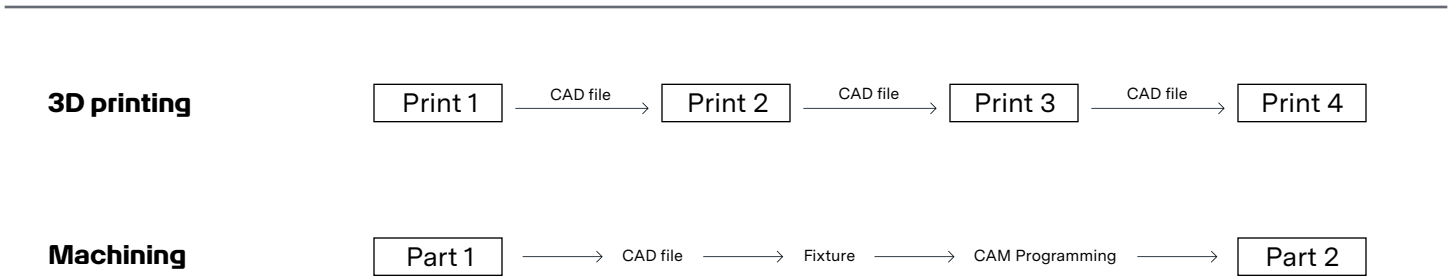 3D printing
Print 1
CAD file
Print 2
CAD file
Print 3
CAD file
Print 4
Machining
Part 1
CAD file
Fixture
CAM Programming
Part 2